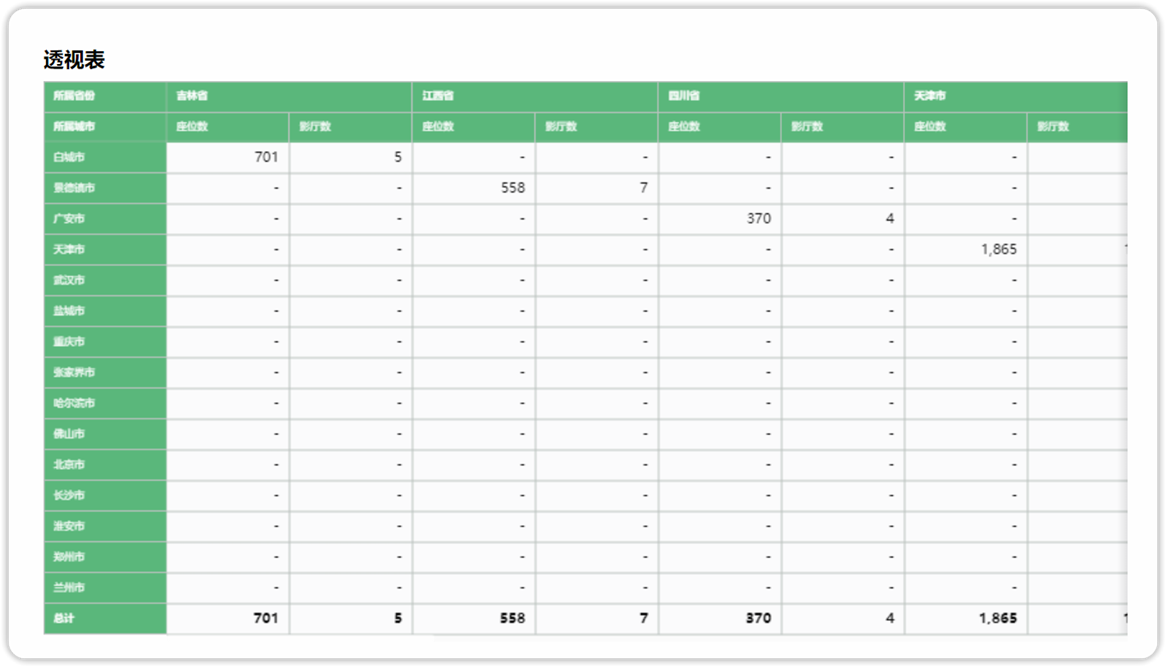 透视表
所属省份 吉林省 江西省 四川省 天津市
所属城市 座位数 影厅数 座位数 影厅数 座位数 影厅数 座位数 影厅数
白城市 701 5 - - - - -
景德镇市 - - 558 7 - - -
广安市 - - - - 370 4 -
天津市 - - - - - - 1,865 1
武汉市 - - - - - - -
盐城市 - - - - - - -
重庆市 - - - - - - -
张家界市 - - - - - - -
哈尔滨市 - - - - - - -
佛山市 - - - - - - -
北京市 - - - - - - -
长沙市 - - - - - - -
淮安市 - - - - - - -
郑州市 - - - - - - -
兰州市 - - - - - - -
总计 701 5 558 7 370 4 1,865 1